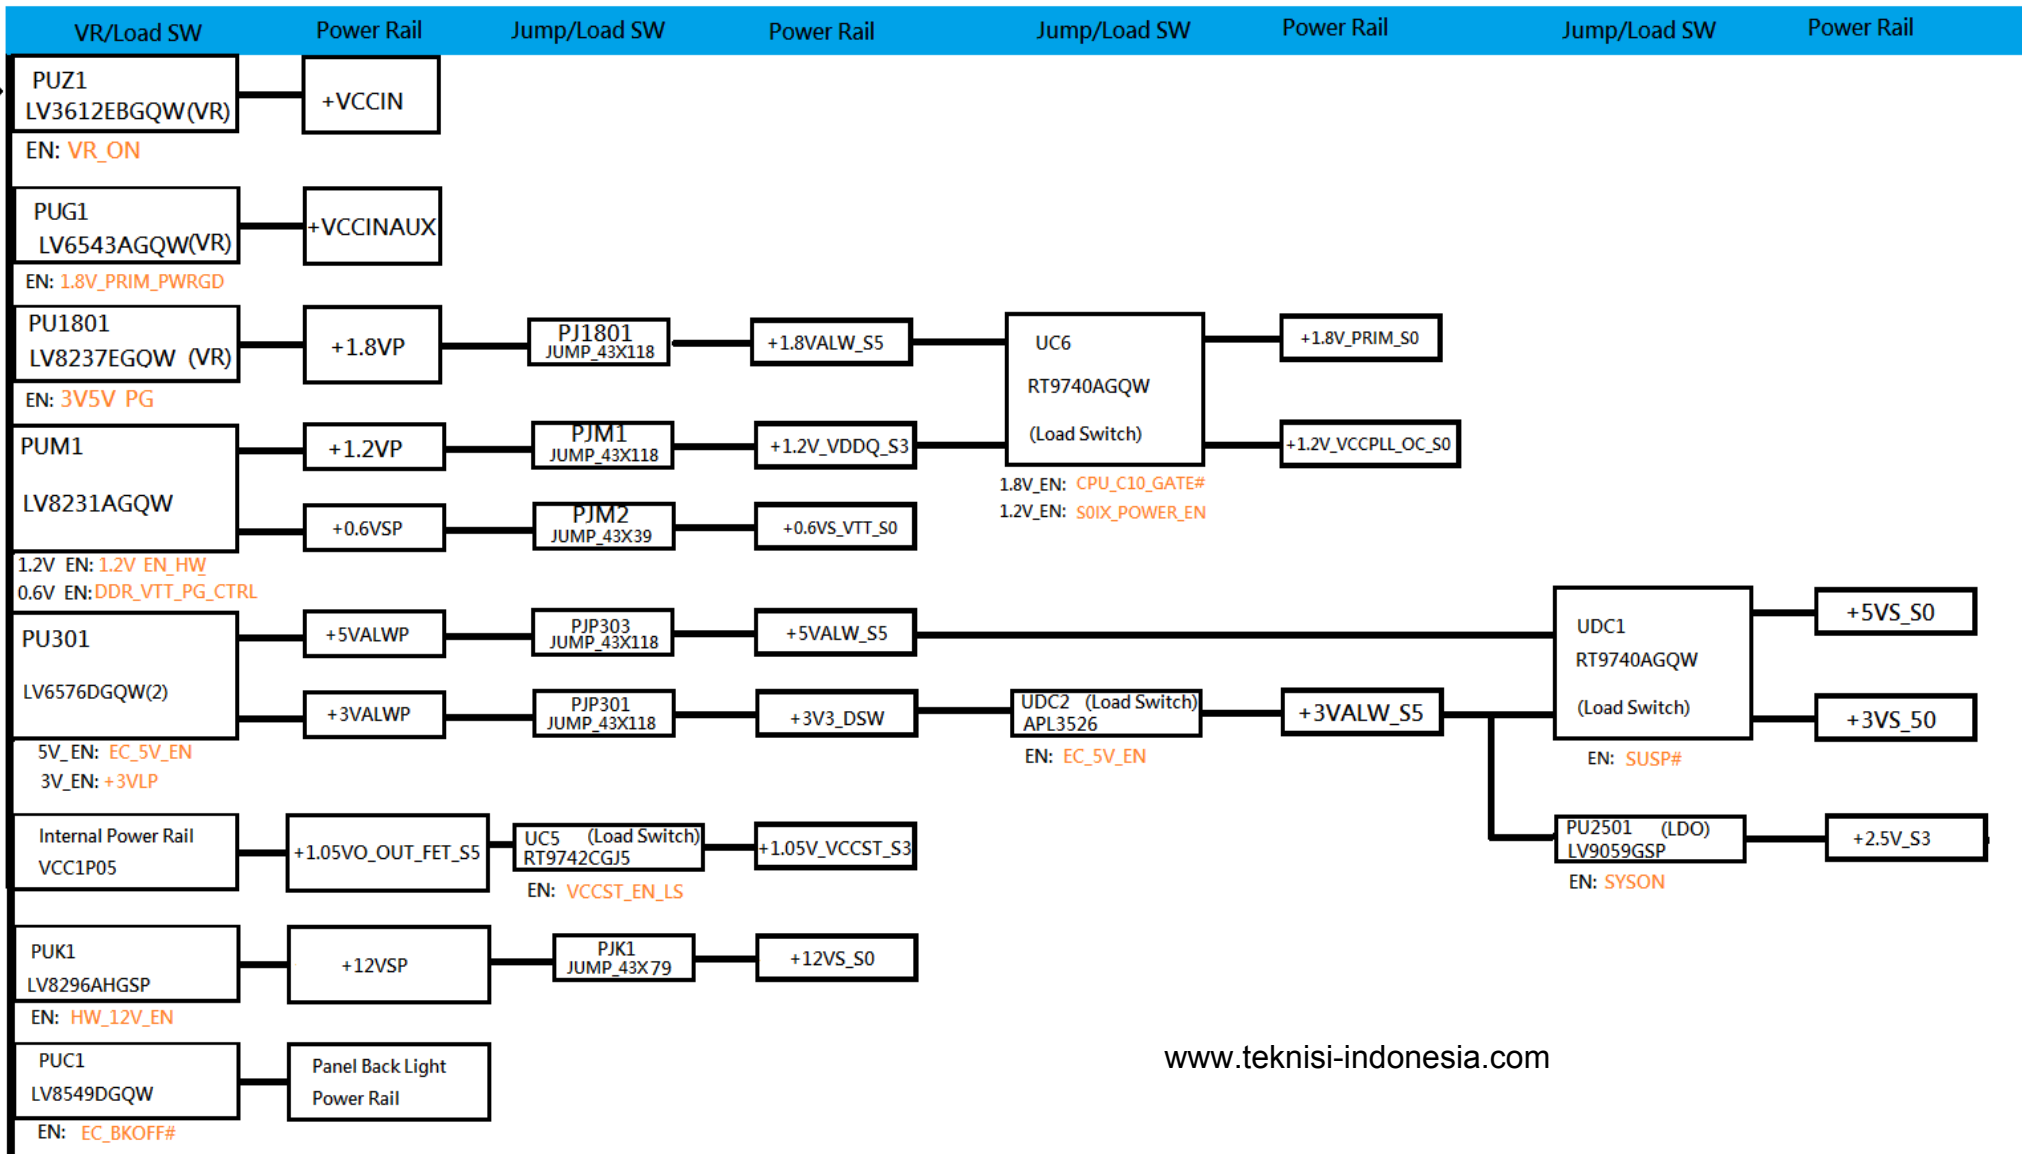 VR/Load SW
Power Rail
Jump/Load SW
Power Rail
Jump/Load SW
Power Rail
Jump/Load SW
Power Rail
PUZ1
LV3612EBGQW(VR)
+VCCIN
EN: VR_ON
PUG1
LV6543AGQW(VR)
+VCCINAUX
EN: 1.8V_PRIM_PWRGD
PU1801
LV8237EGQW (VR)
+1.8VP
PJ1801
JUMP_43X118
+1.8VALW_S5
UC6
RT9740AGQW
(Load Switch)
+1.8V_PRIM_S0
EN: 3V5V PG
PUM1
LV8231AGQW
+1.2VP
PJM1
JUMP_43X118
+1.2V_VDDQ_S3
+1.2V_VCCPLL_OC_S0
1.8V_EN: CPU_C10_GATE#
1.2V_EN: S0IX_POWER_EN
+0.6VSP
PJM2
JUMP_43X39
+0.6VS_VTT_S0
1.2V EN: 1.2V EN_HW
0.6V EN:DDR_VTT_PG_CTRL
PU301
LV6576DGQW(2)
+5VALWP
PJP303
JUMP_43X118
+5VALW_S5
UDC1
RT9740AGQW
(Load Switch)
+5VS_S0
+3VALWP
PJP301
JUMP_43X118
+3V3_DSW
UDC2 (Load Switch)
APL3526
+3VALW_S5
+3VS_50
5V_EN: EC_5V_EN
3V_EN: +3VLP
EN: EC_5V_EN
EN: SUSP#
Internal Power Rail
VCC1P05
+1.05VO_OUT_FET_S5
UC5 (Load Switch)
RT9742CGJ5
+1.05V_VCCST_S3
PU2501 (LDO)
LV9059GSP
+2.5V_S3
EN: VCCST_EN_LS
EN: SYSON
PUK1
LV8296AHGSP
+12VSP
PJK1
JUMP_43X79
+12VS_S0
EN: HW_12V_EN
PUC1
LV8549DGQW
Panel Back Light
Power Rail
EN: EC_BKOFF#
www.teknisi-indonesia.com